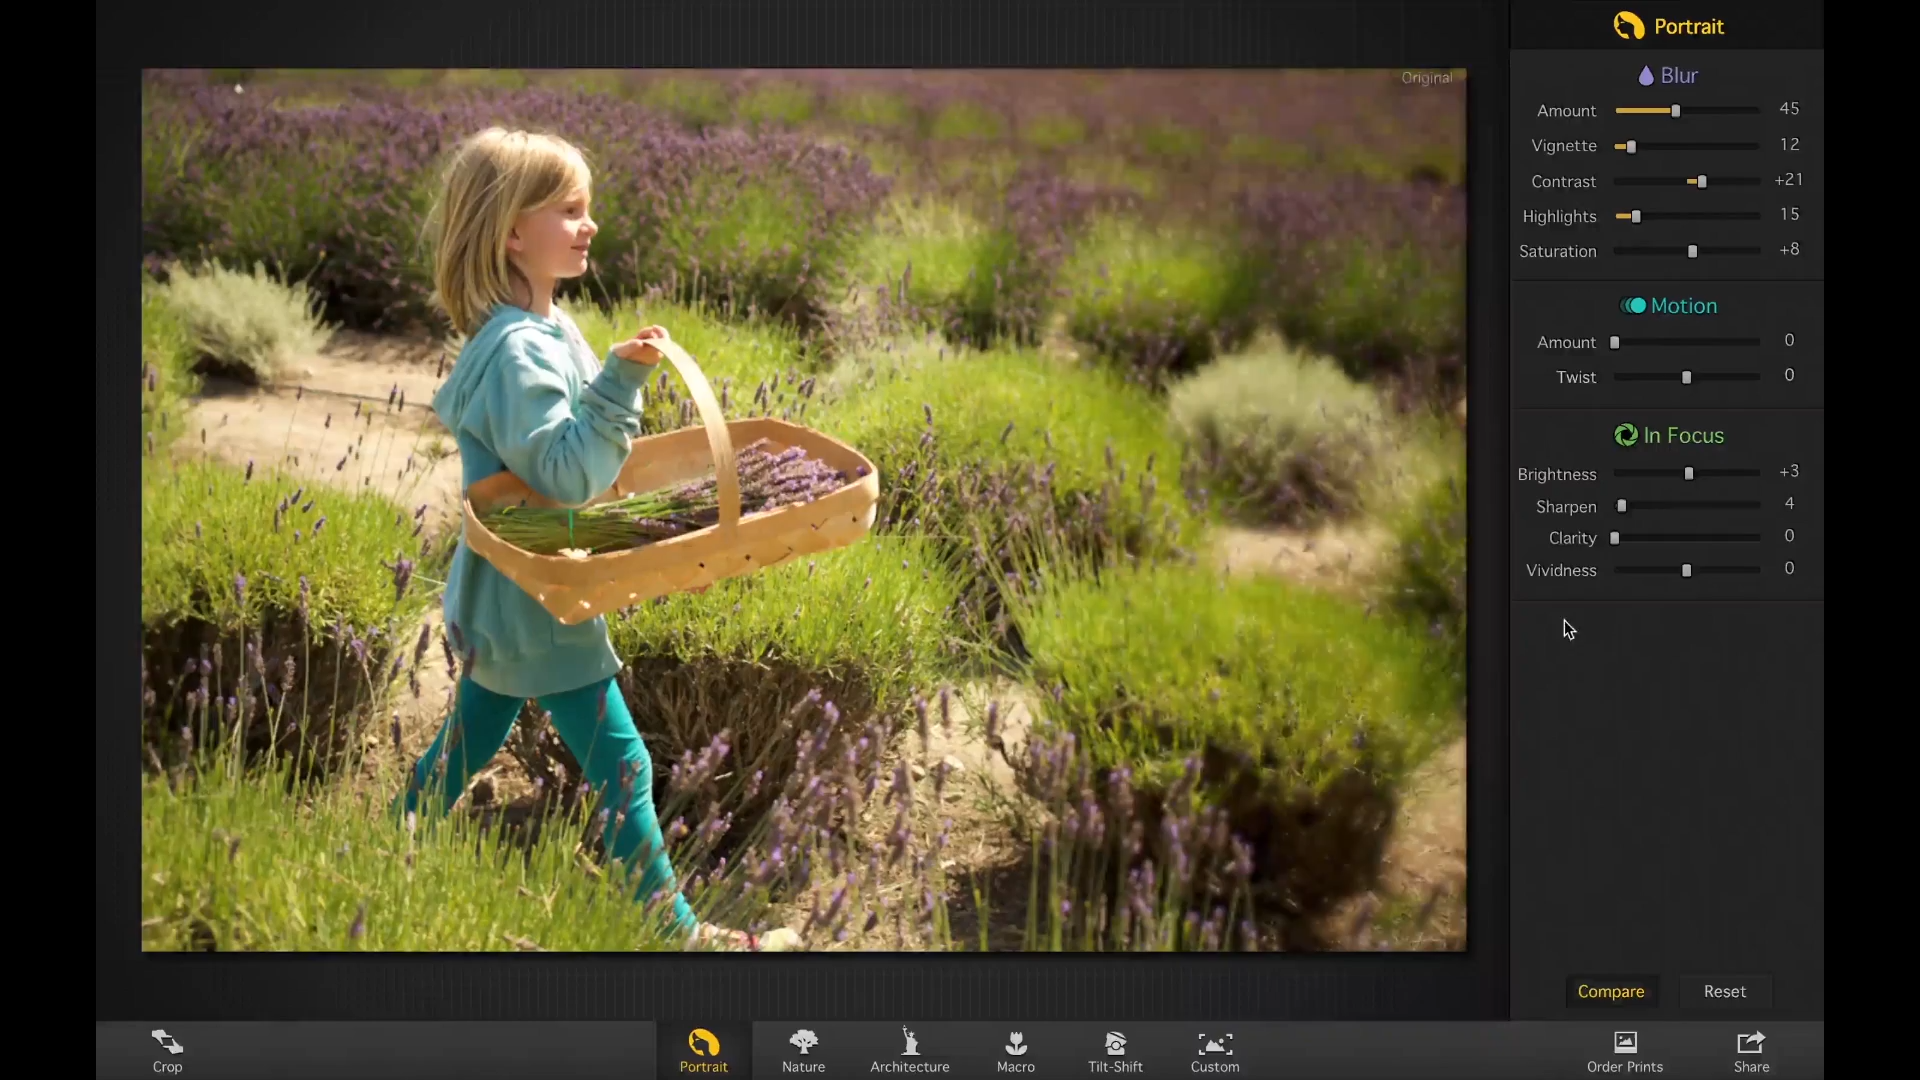 Portrait
Original
Blur
Amount 45
Vignette 12
Contrast +21
Highlights 15
Saturation +8
Motion
Amount 0
Twist 0
In Focus
Brightness +3
Sharpen 4
Clarity 0
Vividness 0
Compare Reset
Crop Portrait Nature Architecture Macro Tilt-Shift Custom Order Prints Share